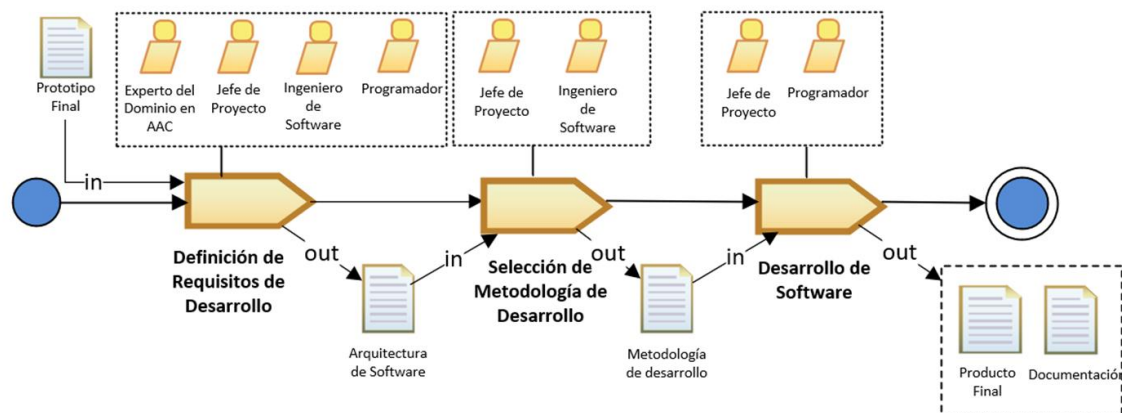 Prototipo
Final
Experto del
Dominio en
AAC
Jefe de
Proyecto
Ingeniero
de
Software
Programador
Jefe de
Proyecto
Ingeniero
de
Software
Jefe de
Proyecto
Programador
in
Definición de
Requisitos de
Desarrollo
out
Arquitectura
de Software
in
Selección de
Metodología de
Desarrollo
out
Metodología
de desarrollo
in
Desarrollo de
Software
out
Producto
Final
Documentación